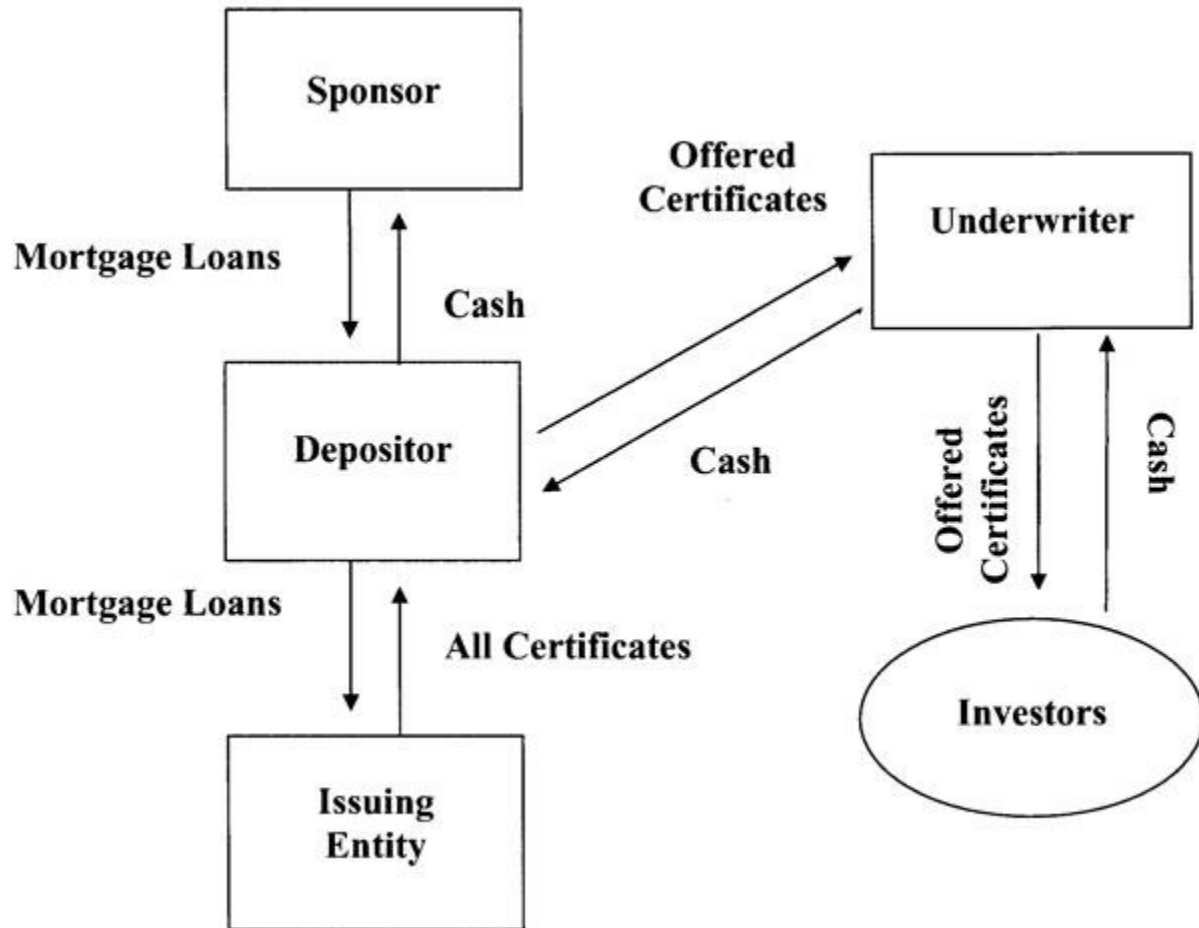 Sponsor
Offered
Certificates
Underwriter
Mortgage Loans
Cash
Depositor
Cash
Offered
Certificates
Cash
Mortgage Loans
All Certificates
Investors
Issuing
Entity